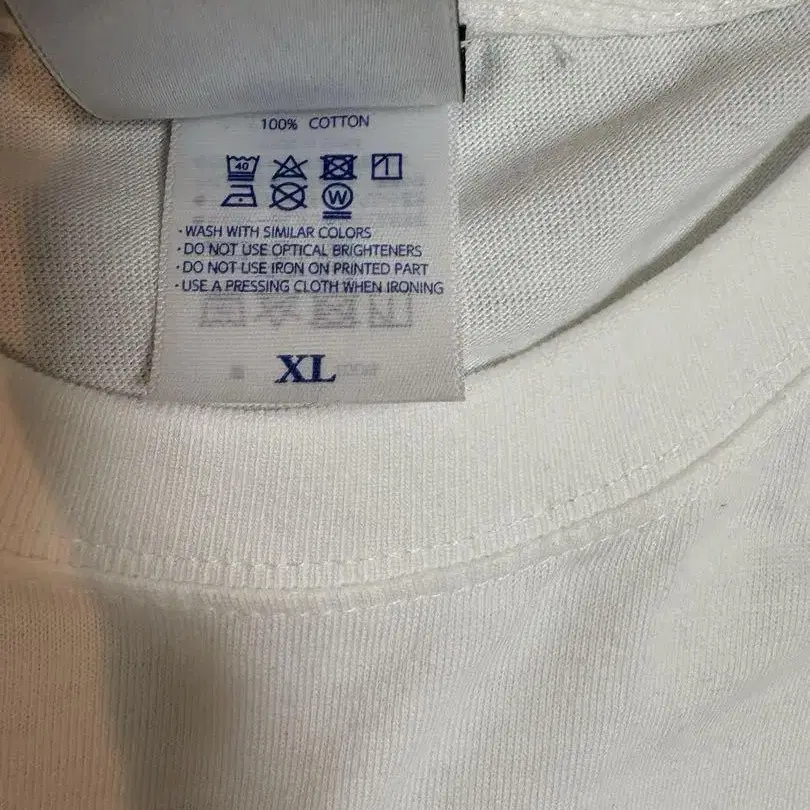 100% COTTON
40
W
· WASH WITH SIMILAR COLORS
· DO NOT USE OPTICAL BRIGHTENERS
· DO NOT USE IRON ON PRINTED PART
· USE A PRESSING CLOTH WHEN IRONING
XL